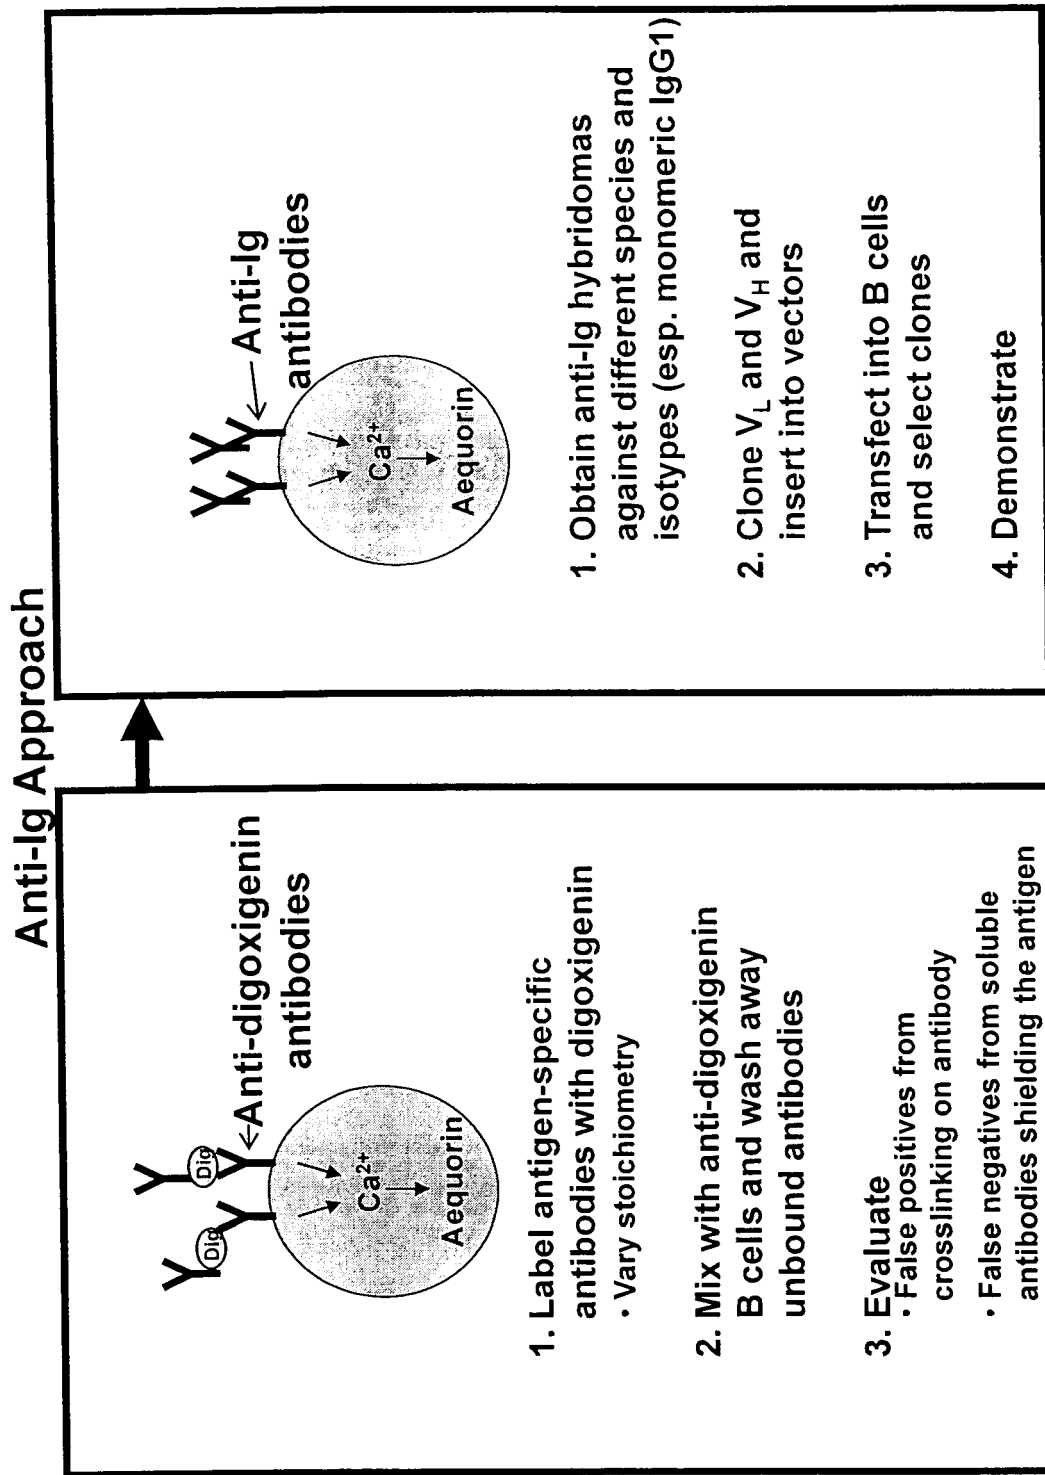 Anti-Ig Approach
Anti-digoxigenin
antibodies
Dig
Dig
Ca2+
Aequorin
1. Label antigen-specific
antibodies with digoxigenin
• Vary stoichiometry
2. Mix with anti-digoxigenin
B cells and wash away
unbound antibodies
3. Evaluate
• False positives from
crosslinking on antibody
• False negatives from soluble
antibodies shielding the antigen
Anti-Ig
antibodies
Ca2+
Aequorin
1. Obtain anti-Ig hybridomas
against different species and
isotypes (esp. monomeric IgG1)
2. Clone VL and VH and
insert into vectors
3. Transfect into B cells
and select clones
4. Demonstrate